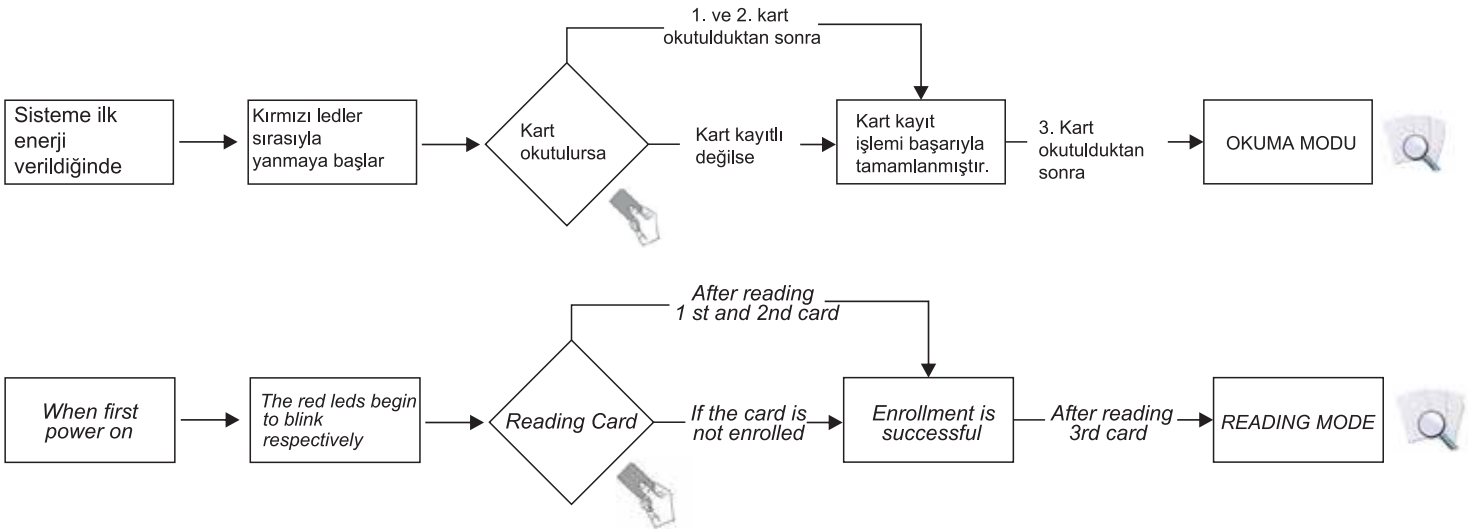 1. ve 2. kart
okutulduktan sonra
Sisteme ilk
enerji
verildiğinde
Kırmızı ledler
sırasıyla
yanmaya başlar
Kart
okutulursa
Kart kayıtlı
değilse
Kart kayıt
işlemi başarıyla
tamamlanmıştır.
3. Kart
okutulduktan
sonra
OKUMA MODU
After reading
1 st and 2nd card
When first
power on
The red leds begin
to blink
respectively
Reading Card
If the card is
not enrolled
Enrollment is
successful
After reading
3rd card
READING MODE